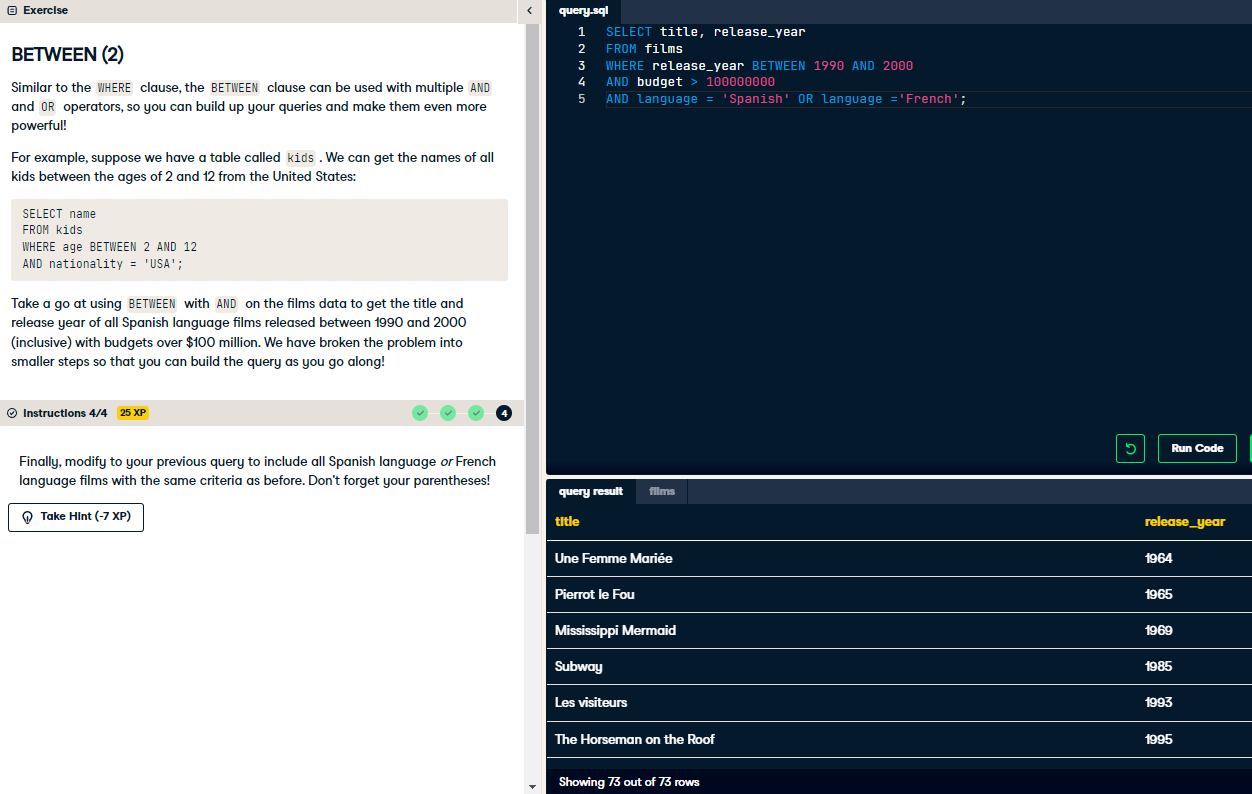 Exercise
BETWEEN (2)
Similar to the WHERE clause, the BETWEEN clause can be used with multiple AND
and OR operators, so you can build up your queries and make them even more
powerful!
For example, suppose we have a table called kids . We can get the names of all
kids between the ages of 2 and 12 from the United States:
SELECT name
FROM kids
WHERE age BETWEEN 2 AND 12
AND nationality = 'USA';
Take a go at using BETWEEN with AND on the films data to get the title and
release year of all Spanish language films released between 1990 and 2000
(inclusive) with budgets over $100 million. We have broken the problem into
smaller steps so that you can build the query as you go along!
Instructions 4/4 25 XP 4
Finally, modify to your previous query to include all Spanish language or French
language films with the same criteria as before. Don't forget your parentheses!
Take Hint (-7 XP)
query.sql
1 SELECT title, release_year
2 FROM films
3 WHERE release_year BETWEEN 1990 AND 2000
4 AND budget > 100000000
5 AND language = 'Spanish' OR language ='French';
Run Code
query result films
title release_year
Une Femme Mariée 1964
Pierrot le Fou 1965
Mississippi Mermaid 1969
Subway 1985
Les visiteurs 1993
The Horseman on the Roof 1995
Showing 73 out of 73 rows